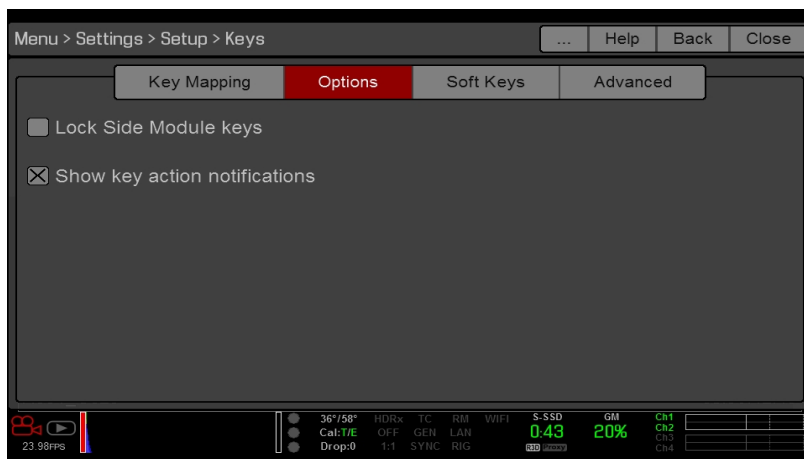 Menu > Settings > Setup > Keys ... Help Back Close
Key Mapping Options Soft Keys Advanced
Lock Side Module keys
Show key action notifications
36°/58° HDRx TC RM WIFI S-SSD GM Ch1
Cal:T/E OFF GEN LAN 0:43 20% Ch2
23.98FPS Drop:0 1:1 SYNC RIG R3D Proxy Ch3
Ch4